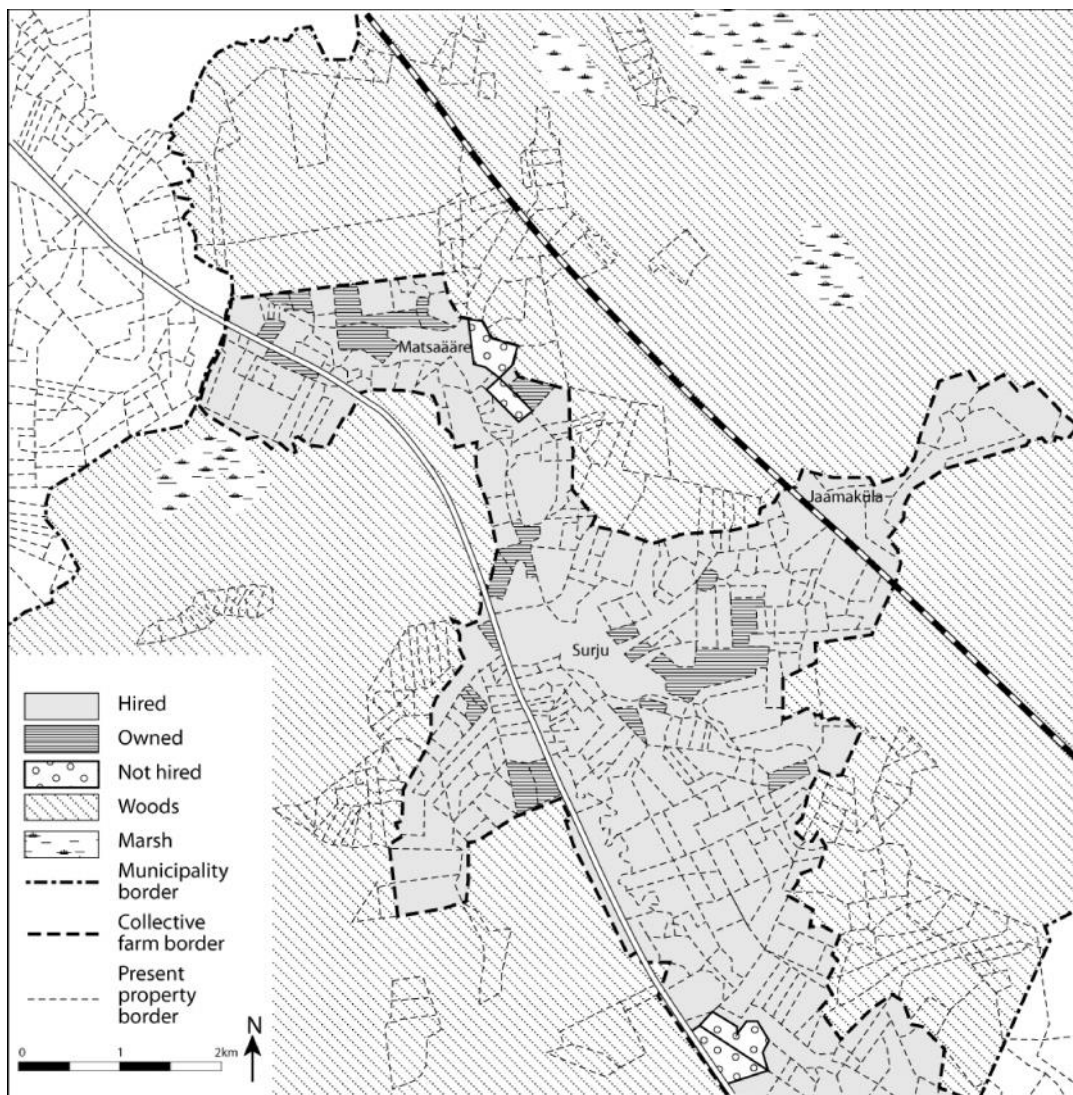 Matsaääre
Jaamaküla
Surju
Hired
Owned
Not hired
Woods
Marsh
Municipality
border
Collective
farm border
Present
property
border
N
0 1 2km